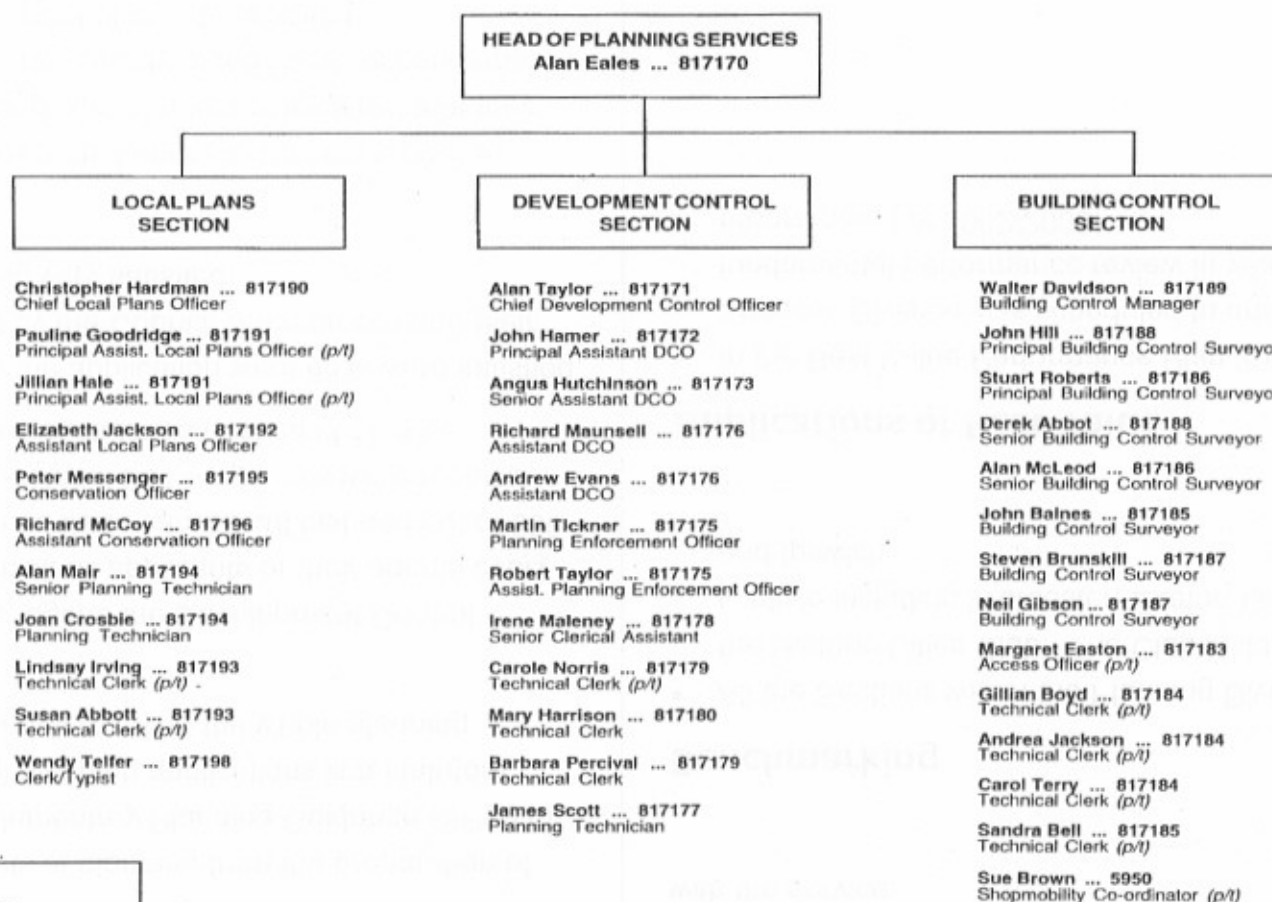 HEAD OF PLANNING SERVICES
Alan Eales ... 817170
LOCAL PLANS
SECTION
Christopher Hardman ... 817190
Chief Local Plans Officer
Pauline Goodridge ... 817191
Principal Assist. Local Plans Officer (p/t)
Jillian Hale ... 817191
Principal Assist. Local Plans Officer (p/t)
Elizabeth Jackson ... 817192
Assistant Local Plans Officer
Peter Messenger ... 817195
Conservation Officer
Richard McCoy ... 817196
Assistant Conservation Officer
Alan Mair ... 817194
Senior Planning Technician
Joan Crosbie ... 817194
Planning Technician
Lindsay Irving ... 817193
Technical Clerk (p/t)
Susan Abbott ... 817193
Technical Clerk (p/t)
Wendy Telfer ... 817198
Clerk/Typist
DEVELOPMENT CONTROL
SECTION
Alan Taylor ... 817171
Chief Development Control Officer
John Hamer ... 817172
Principal Assistant DCO
Angus Hutchinson ... 817173
Senior Assistant DCO
Richard Maunsell ... 817176
Assistant DCO
Andrew Evans ... 817176
Assistant DCO
Martin Tickner ... 817175
Planning Enforcement Officer
Robert Taylor ... 817175
Assist. Planning Enforcement Officer
Irene Maleney ... 817178
Senior Clerical Assistant
Carole Norris ... 817179
Technical Clerk (p/t)
Mary Harrison ... 817180
Technical Clerk
Barbara Percival ... 817179
Technical Clerk
James Scott ... 817177
Planning Technician
BUILDING CONTROL
SECTION
Walter Davidson ... 817189
Building Control Manager
John Hill ... 817188
Principal Building Control Surveyo
Stuart Roberts ... 817186
Principal Building Control Surveyo
Derek Abbot ... 817188
Senior Building Control Surveyor
Alan McLeod ... 817186
Senior Building Control Surveyor
John Baines ... 817185
Building Control Surveyor
Steven Brunskill ... 817187
Building Control Surveyor
Neil Gibson ... 817187
Building Control Surveyor
Margaret Easton ... 817183
Access Officer (p/t)
Gillian Boyd ... 817184
Technical Clerk (p/t)
Andrea Jackson ... 817184
Technical Clerk (p/t)
Carol Terry ... 817184
Technical Clerk (p/t)
Sandra Bell ... 817185
Technical Clerk (p/t)
Sue Brown ... 5950
Shopmobility Co-ordinator (p/t)